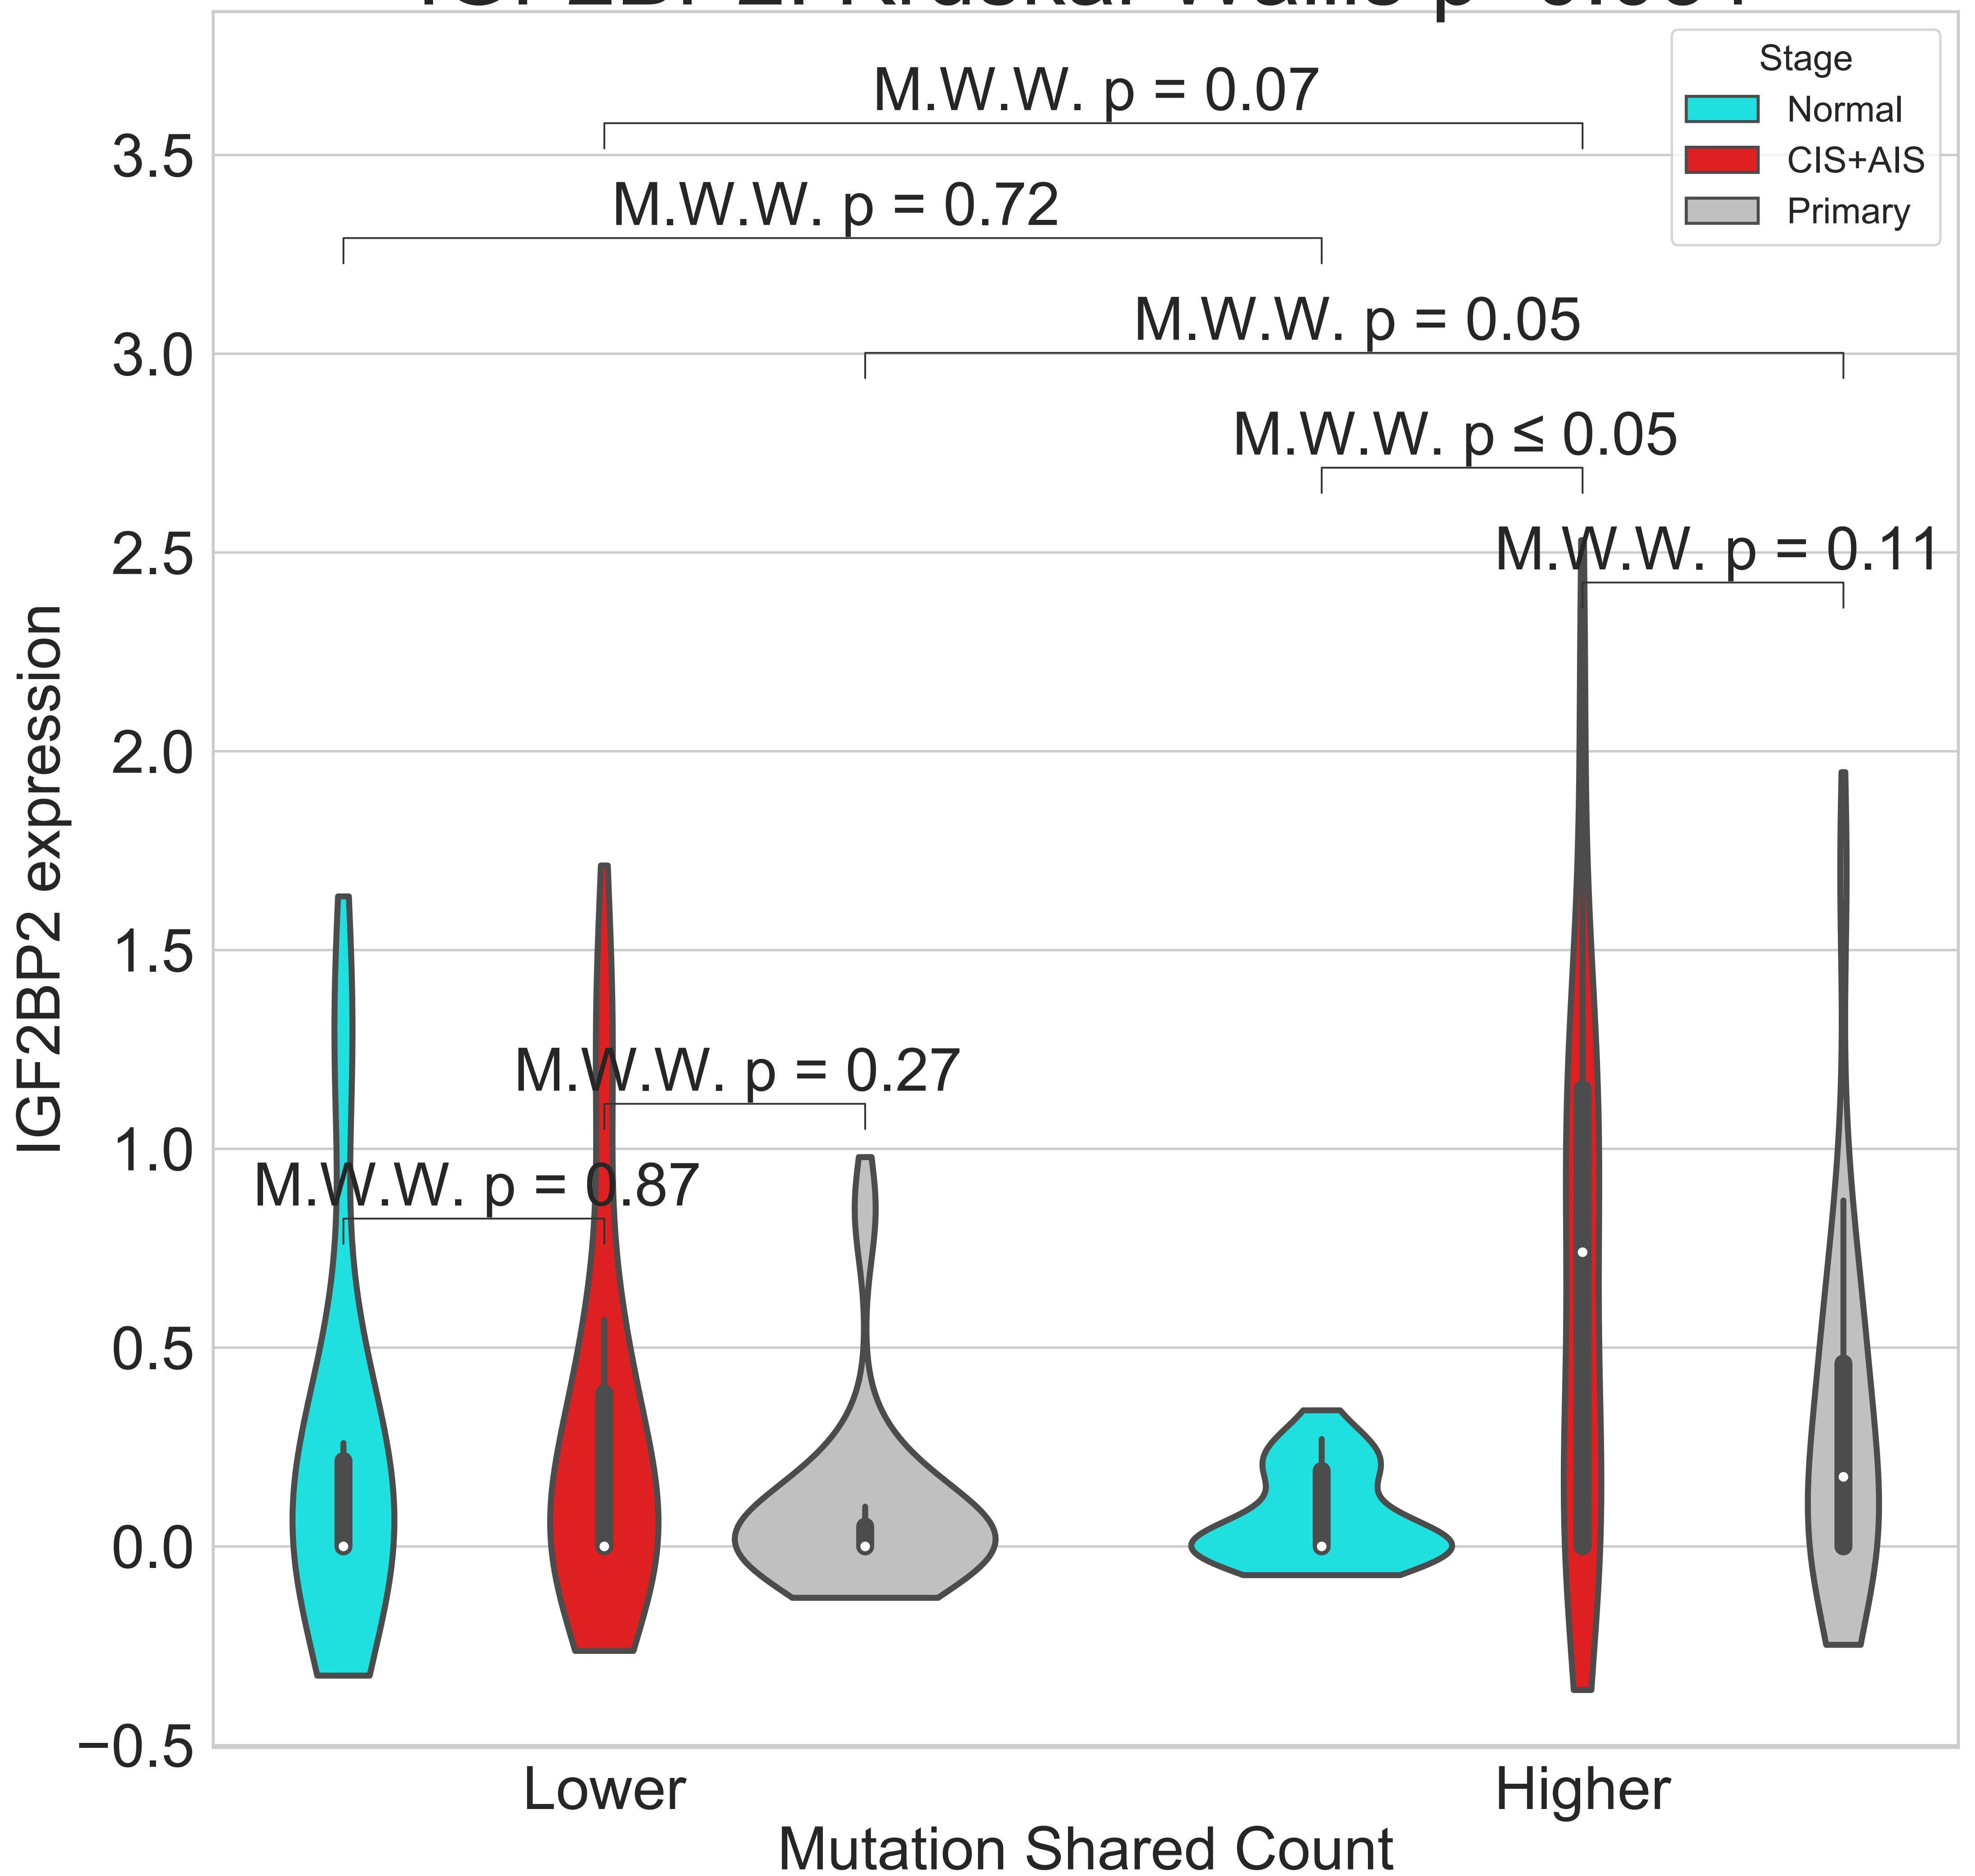 Stage
Normal
CIS+AIS
Primary
M.W.W. p = 0.07
M.W.W. p = 0.72
M.W.W. p = 0.05
M.W.W. p ≤ 0.05
M.W.W. p = 0.11
M.W.W. p = 0.27
M.W.W. p = 0.87
3.5
3.0
2.5
2.0
1.5
1.0
0.5
0.0
−0.5
IGF2BP2 expression
Lower
Higher
Mutation Shared Count